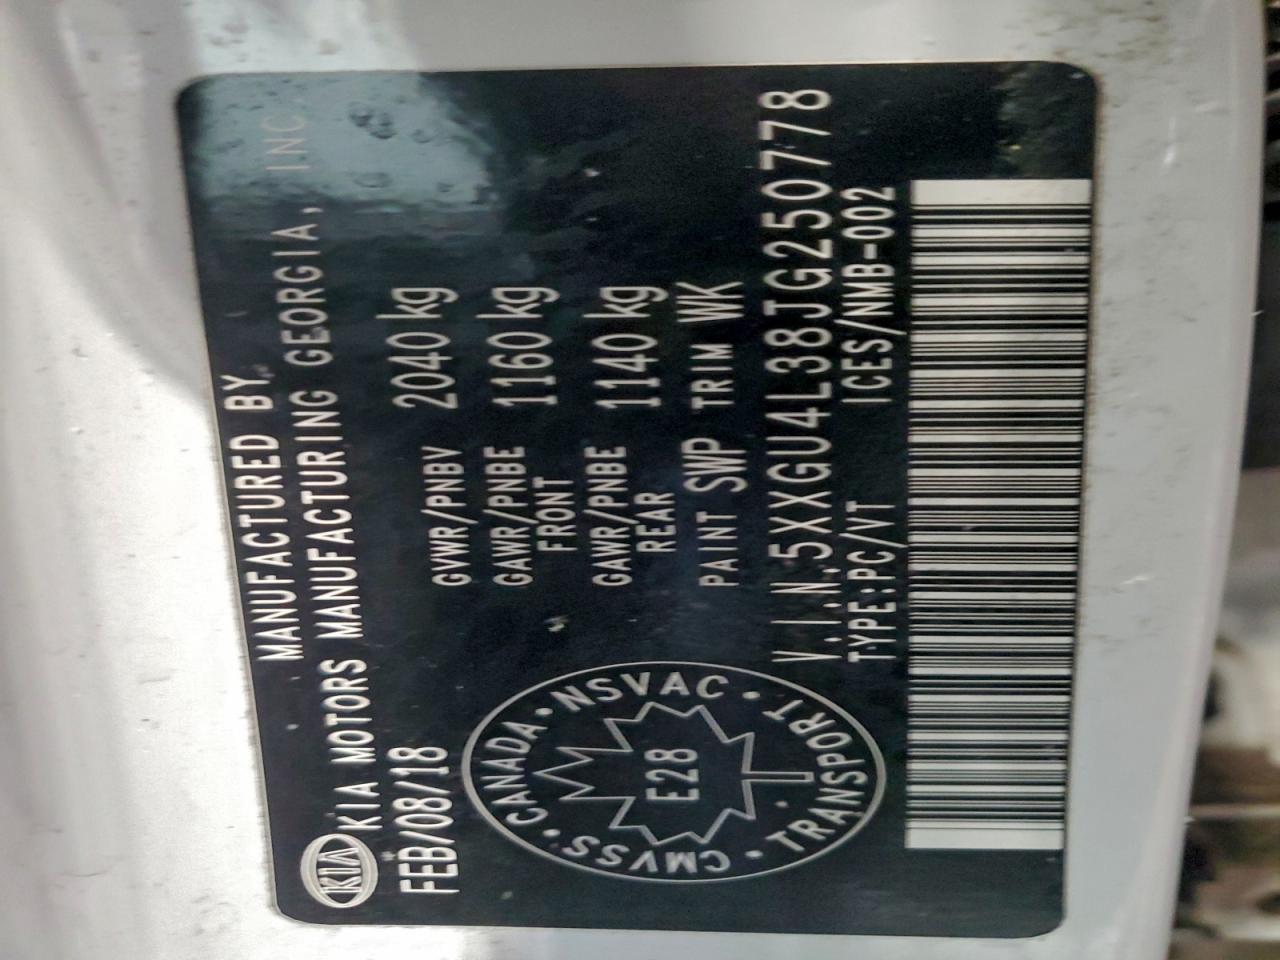 MANUFACTURED BY
KIA KIA MOTORS MANUFACTURING GEORGIA, INC
FEB/08/18
GVWR/PNBV 2040 kg
GAWR/PNBE 1160 kg
FRONT
GAWR/PNBE 1140 kg
REAR
PAINT SWP TRIM WK
CANADA • NSVAC • TRANSPORT • CMVSS •
E28
V.I.N.5XXGU4L38JG250778
TYPE:PC/VT ICES/NMB-002